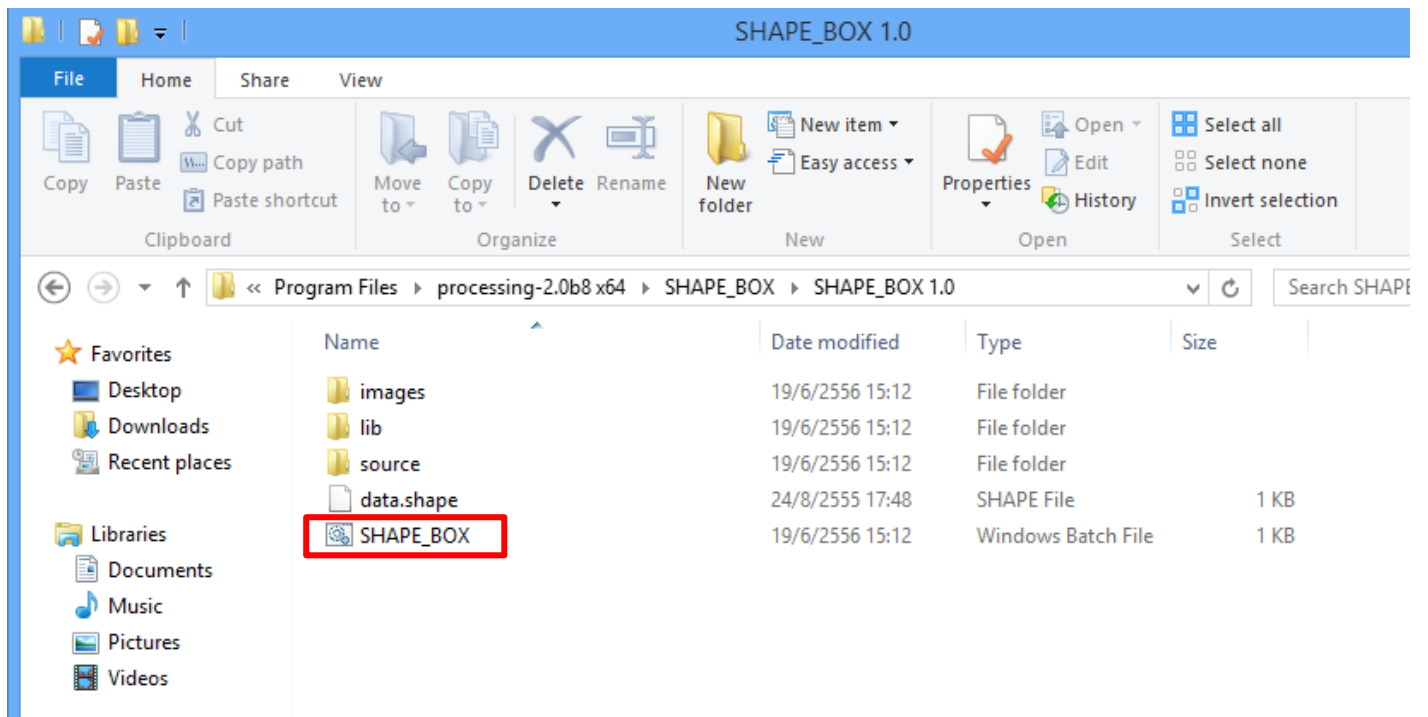 SHAPE_BOX 1.0
File Home Share View
Copy
Paste
Cut
Copy path
Paste shortcut
Clipboard
Move to
Copy to
Delete
Rename
Organize
New folder
New item
Easy access
New
Properties
Open
Edit
History
Open
Select all
Select none
Invert selection
Select
« Program Files processing-2.0b8 x64 SHAPE_BOX SHAPE_BOX 1.0
Search SHAPE
Favorites
Desktop
Downloads
Recent places
Libraries
Documents
Music
Pictures
Videos
Name Date modified Type Size
images 19/6/2556 15:12 File folder
lib 19/6/2556 15:12 File folder
source 19/6/2556 15:12 File folder
data.shape 24/8/2555 17:48 SHAPE File 1 KB
SHAPE_BOX 19/6/2556 15:12 Windows Batch File 1 KB